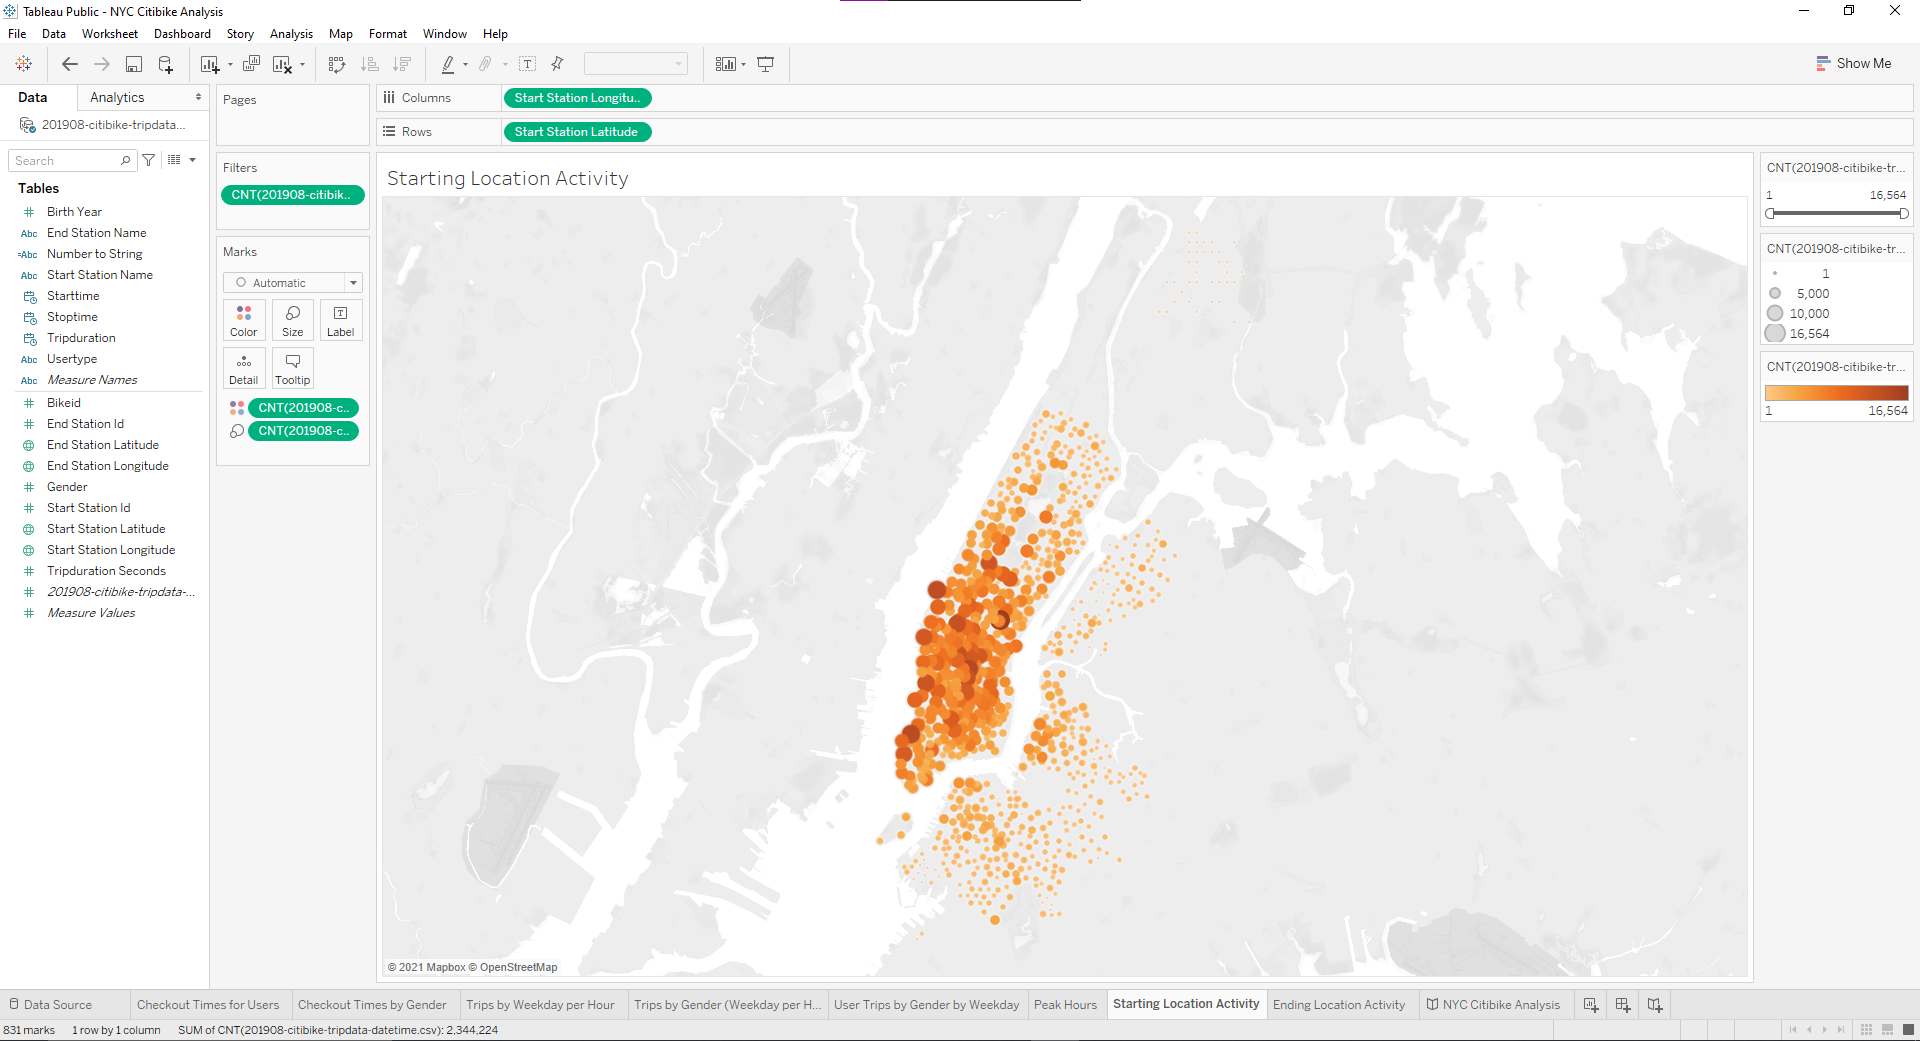 Tableau Public - NYC Citibike Analysis
File Data Worksheet Dashboard Story Analysis Map Format Window Help
Show Me
Data Analytics
201908-citibike-tripdata...
Search
Tables
Birth Year
Abc End Station Name
=Abc Number to String
Abc Start Station Name
Starttime
Stoptime
Tripduration
Abc Usertype
Abc Measure Names
Bikeid
End Station Id
End Station Latitude
End Station Longitude
Gender
Start Station Id
Start Station Latitude
Start Station Longitude
Tripduration Seconds
201908-citibike-tripdata-...
Measure Values
Pages
Filters
CNT(201908-citibik..
Marks
Automatic
Color Size Label
Detail Tooltip
CNT(201908-c..
CNT(201908-c..
Columns Start Station Longitu..
Rows Start Station Latitude
Starting Location Activity
© 2021 Mapbox © OpenStreetMap
CNT(201908-citibike-tr...
1 16,564
CNT(201908-citibike-tr...
1
5,000
10,000
16,564
CNT(201908-citibike-tr...
1 16,564
Data Source Checkout Times for Users Checkout Times by Gender Trips by Weekday per Hour Trips by Gender (Weekday per H... User Trips by Gender by Weekday Peak Hours Starting Location Activity Ending Location Activity NYC Citibike Analysis
831 marks 1 row by 1 column SUM of CNT(201908-citibike-tripdata-datetime.csv): 2,344,224